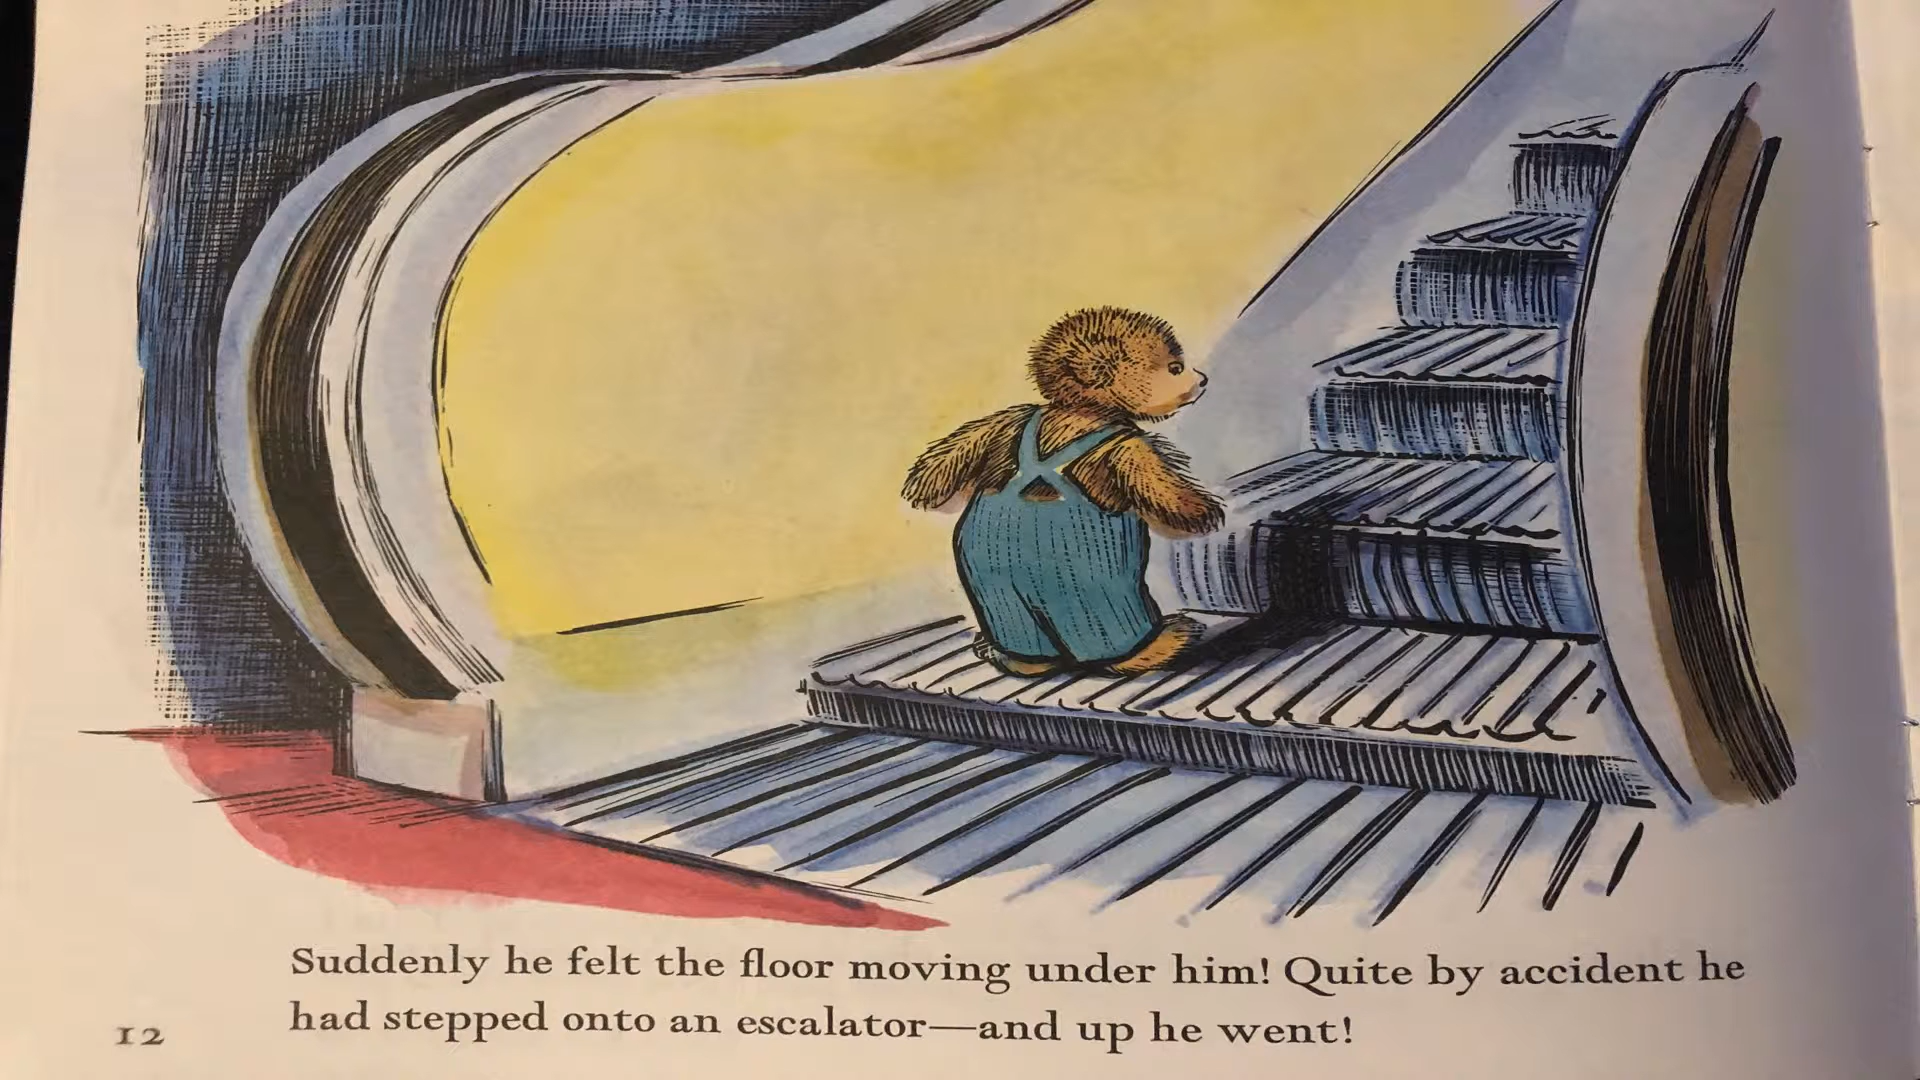 Suddenly he felt the floor moving under him! Quite by accident he
had stepped onto an escalator—and up he went!
12